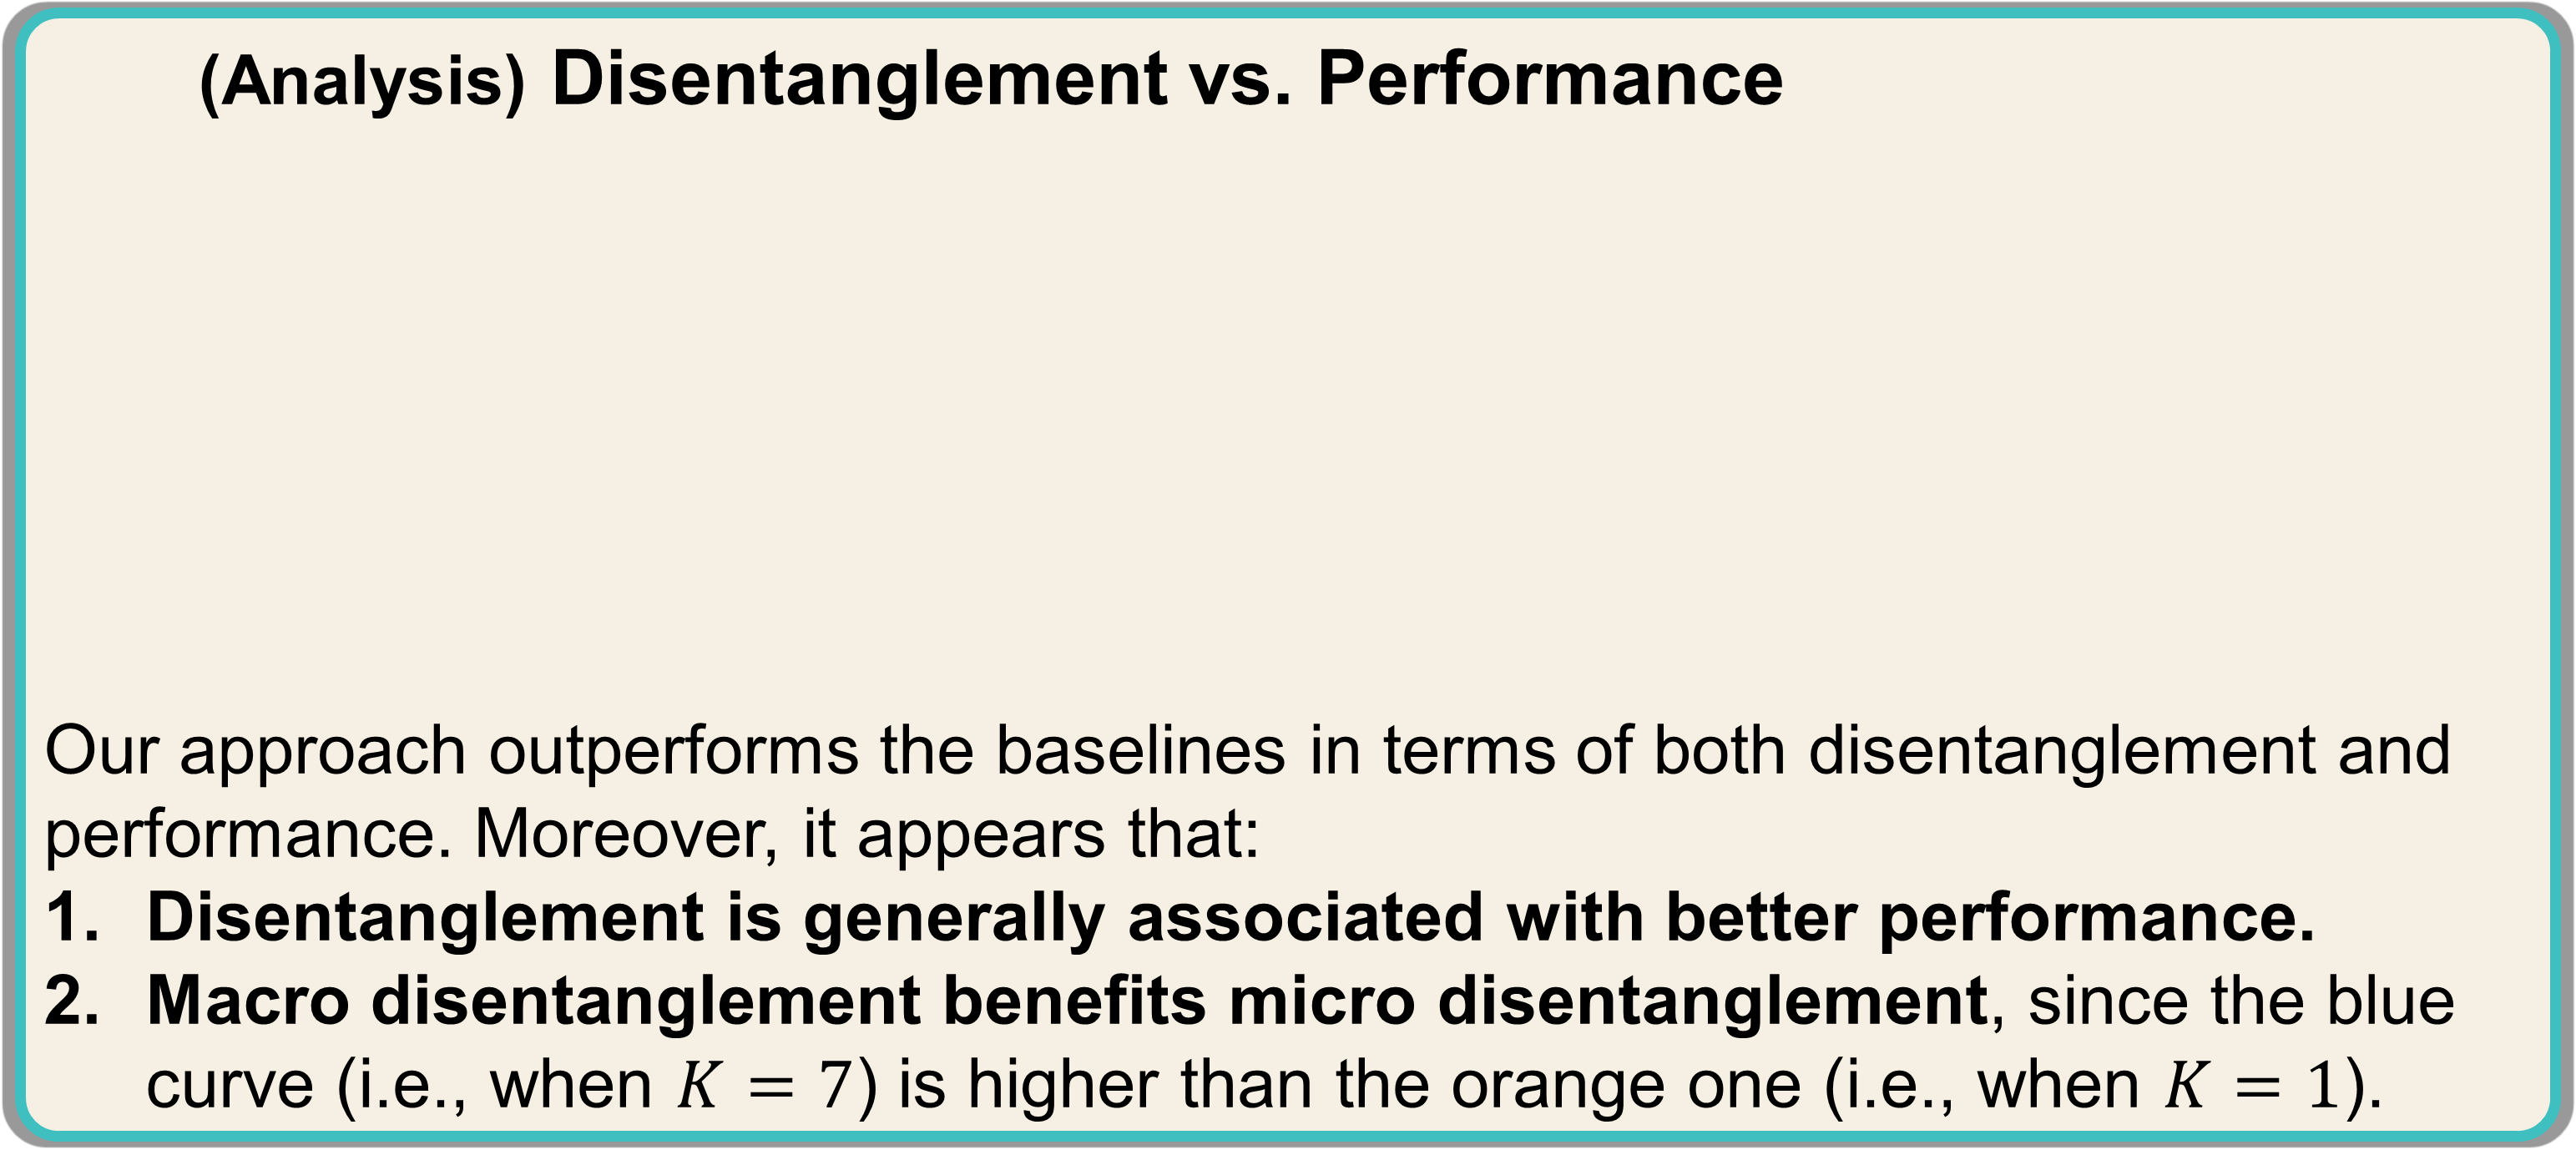 (Analysis) Disentanglement vs. Performance
Our approach outperforms the baselines in terms of both disentanglement and
performance. Moreover, it appears that:
1. Disentanglement is generally associated with better performance.
2. Macro disentanglement benefits micro disentanglement, since the blue
curve (i.e., when K = 7) is higher than the orange one (i.e., when K = 1).